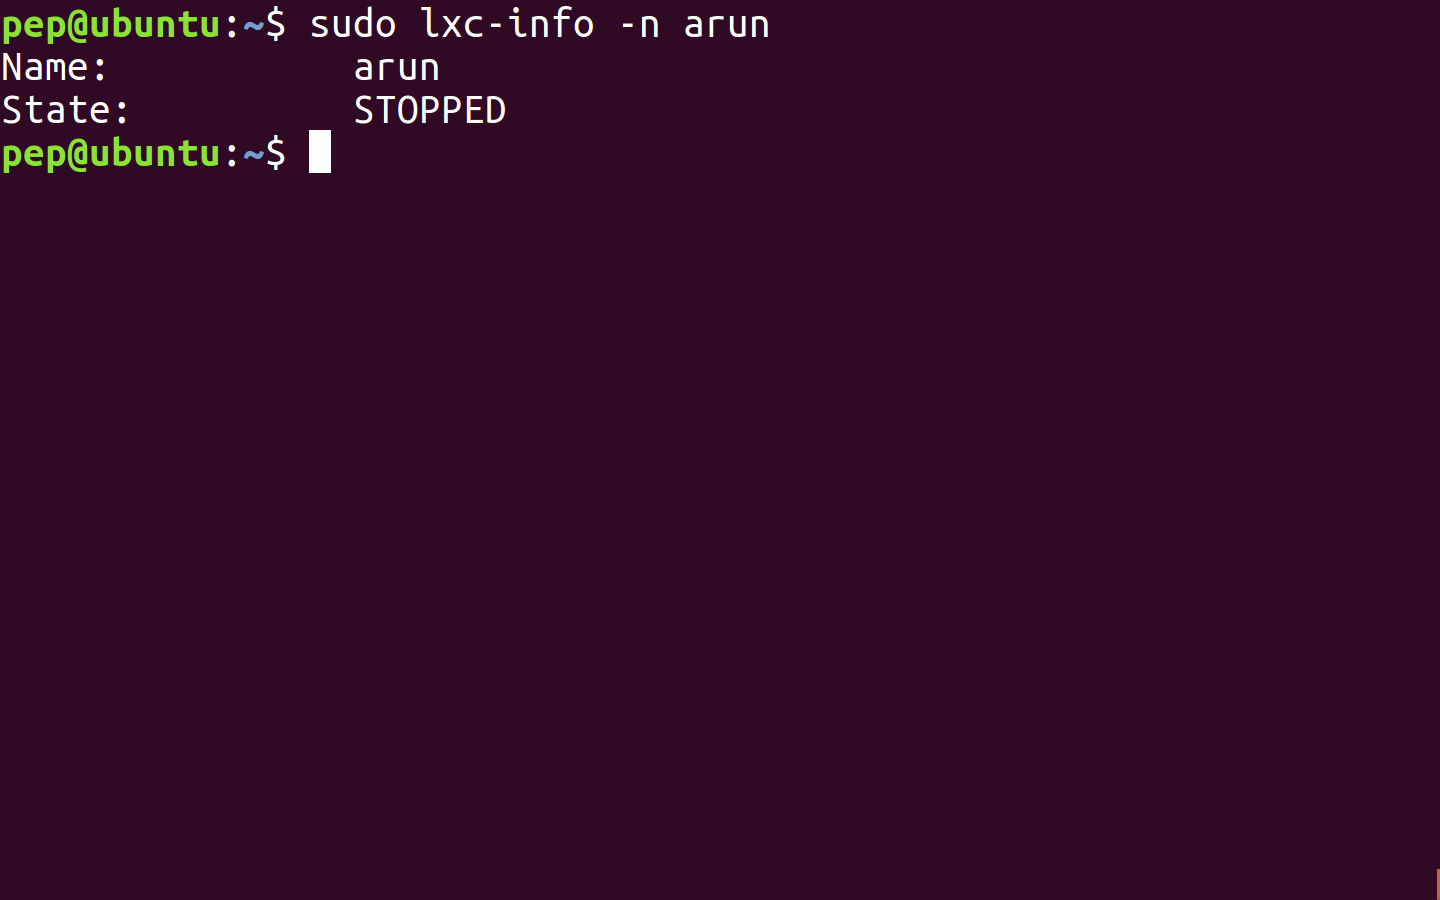 pep@ubuntu:~$ sudo lxc-info -n arun
Name:           arun
State:          STOPPED
pep@ubuntu:~$